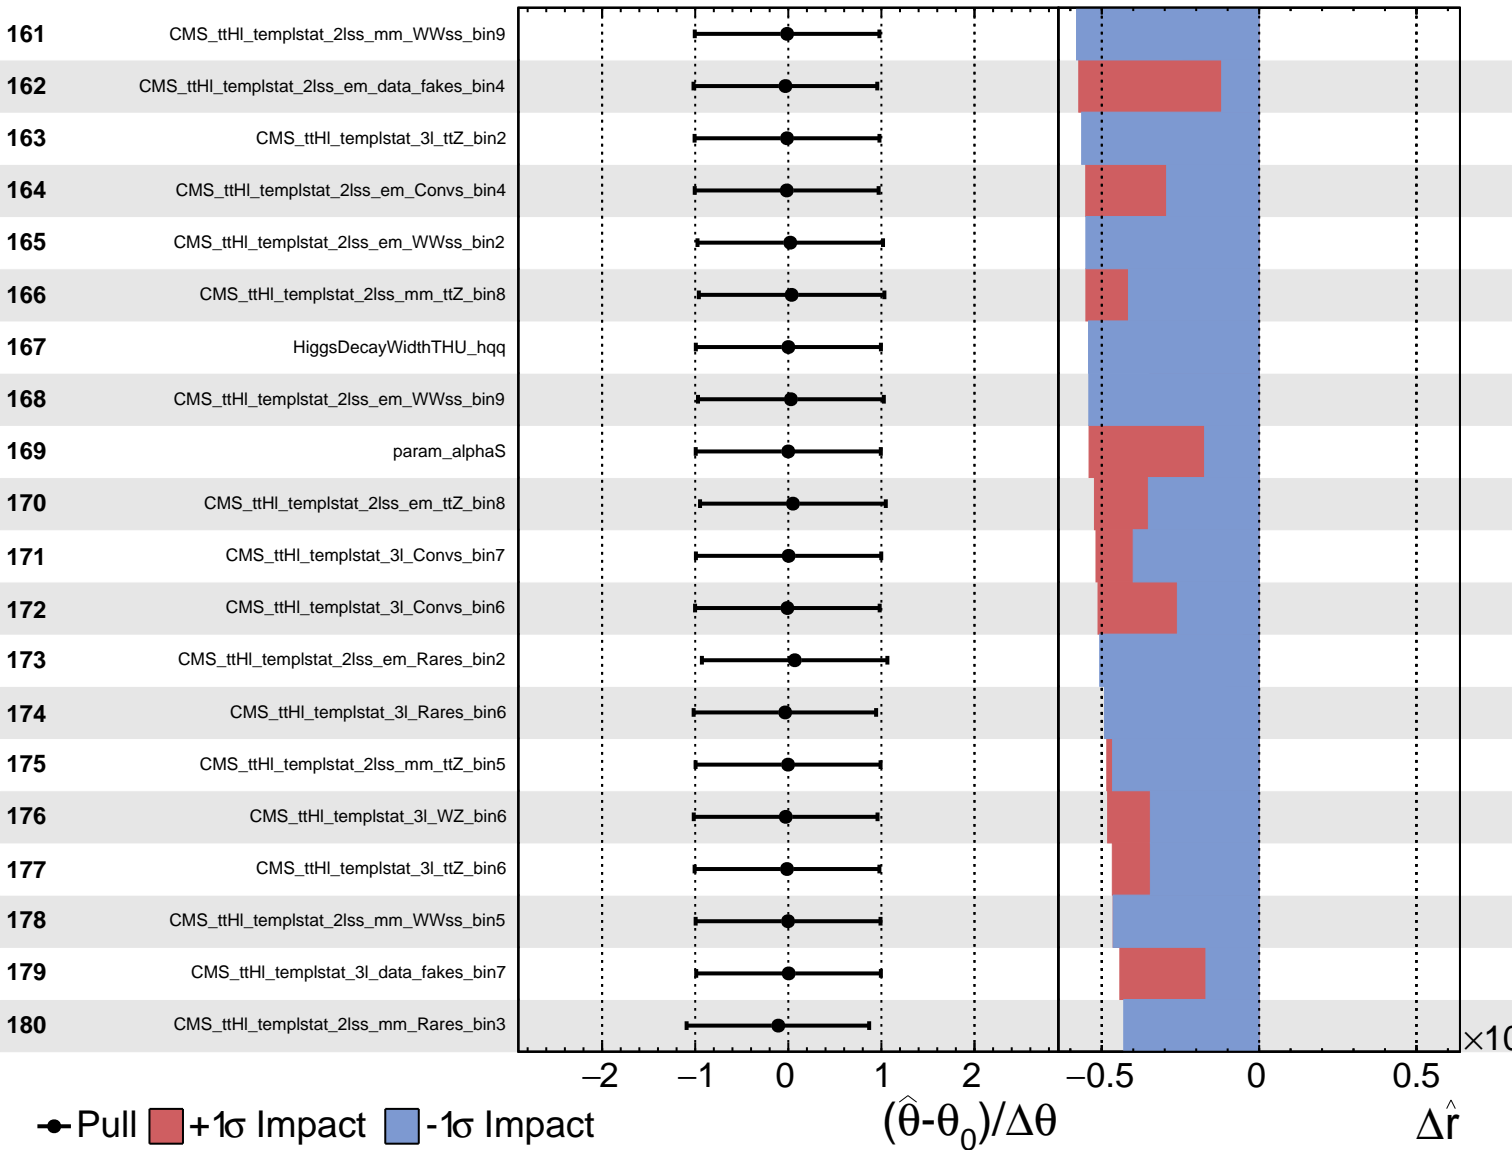 161 CMS_ttHl_templstat_2lss_mm_WWss_bin9
162 CMS_ttHl_templstat_2lss_em_data_fakes_bin4
163 CMS_ttHl_templstat_3l_ttZ_bin2
164 CMS_ttHl_templstat_2lss_em_Convs_bin4
165 CMS_ttHl_templstat_2lss_em_WWss_bin2
166 CMS_ttHl_templstat_2lss_mm_ttZ_bin8
167 HiggsDecayWidthTHU_hqq
168 CMS_ttHl_templstat_2lss_em_WWss_bin9
169 param_alphaS
170 CMS_ttHl_templstat_2lss_em_ttZ_bin8
171 CMS_ttHl_templstat_3l_Convs_bin7
172 CMS_ttHl_templstat_3l_Convs_bin6
173 CMS_ttHl_templstat_2lss_em_Rares_bin2
174 CMS_ttHl_templstat_3l_Rares_bin6
175 CMS_ttHl_templstat_2lss_mm_ttZ_bin5
176 CMS_ttHl_templstat_3l_WZ_bin6
177 CMS_ttHl_templstat_3l_ttZ_bin6
178 CMS_ttHl_templstat_2lss_mm_WWss_bin5
179 CMS_ttHl_templstat_3l_data_fakes_bin7
180 CMS_ttHl_templstat_2lss_mm_Rares_bin3
×10
−2 −1 0 1 2 −0.5 0 0.5
Pull +1σ Impact -1σ Impact (θ̂-θ₀)/Δθ Δr̂